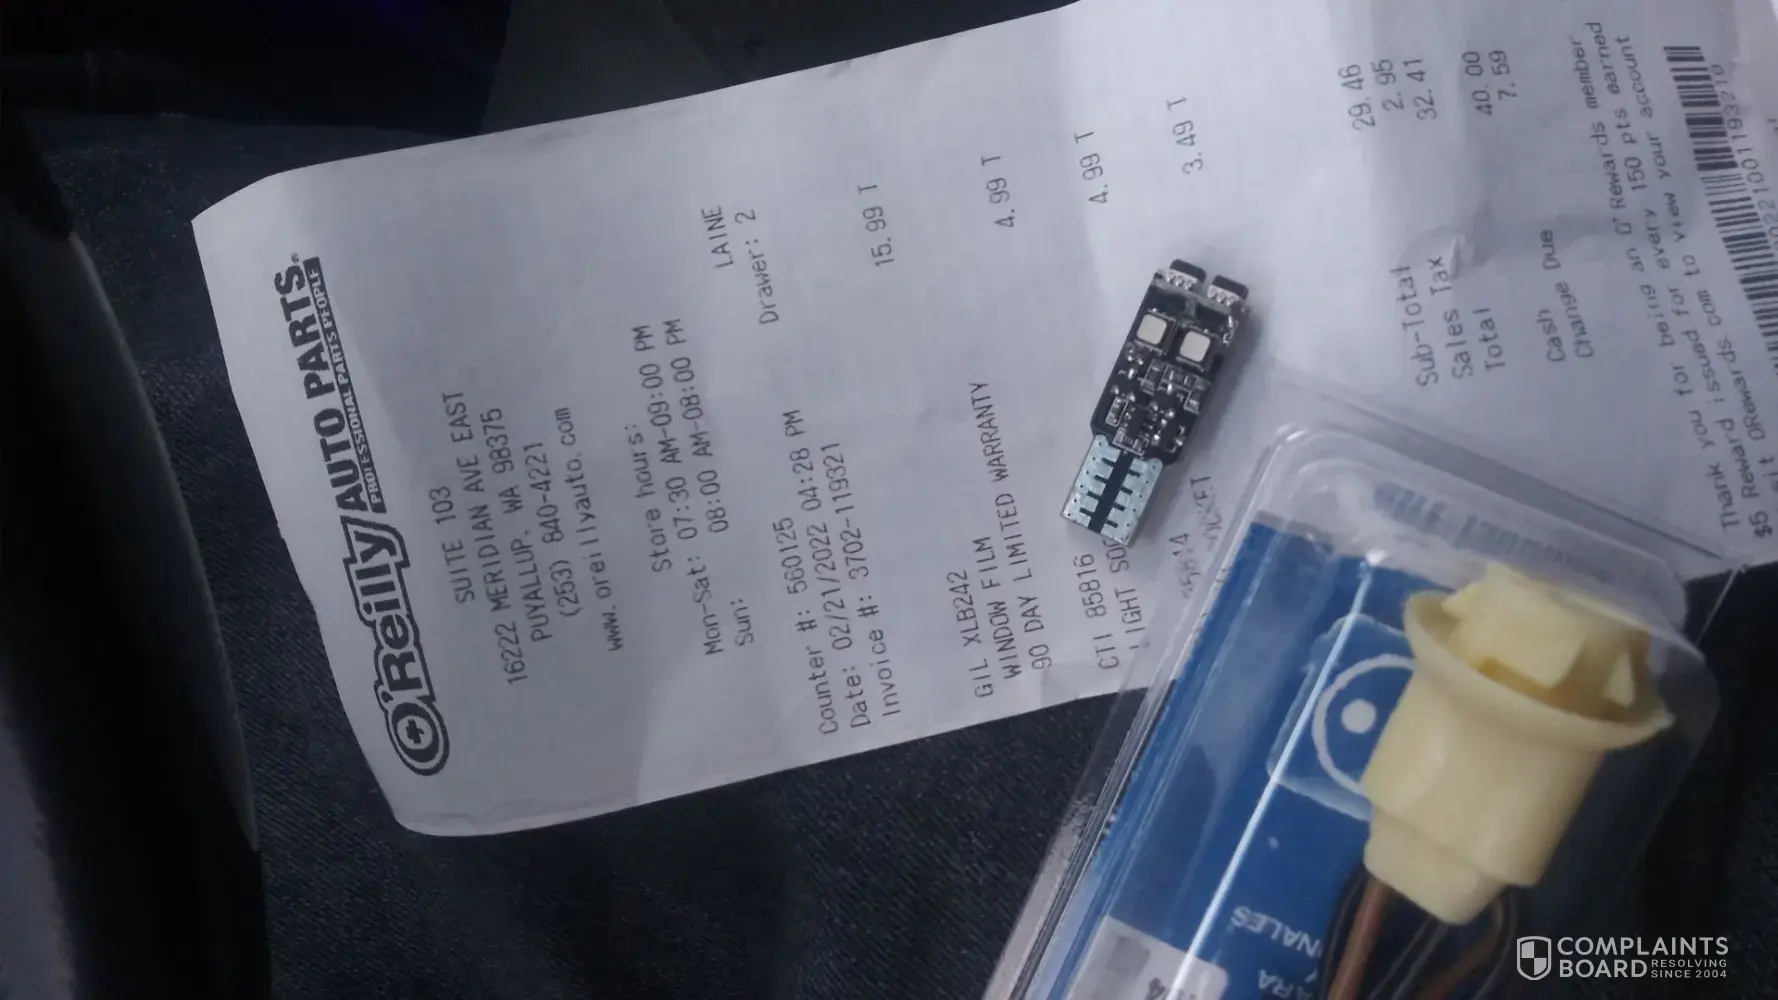 O'Reilly AUTO PARTS®
PROFESSIONAL PARTS PEOPLE
SUITE 103
16222 MERIDIAN AVE EAST
PUYALLUP, WA 98375
(253) 840-4221
www.oreillyauto.com
Store hours:
Mon-Sat: 07:30 AM-09:00 PM
Sun: 08:00 AM-08:00 PM
LAINE
Counter #: 560125 Drawer: 2
Date: 02/21/2022 04:28 PM
Invoice #: 3702-119321
GIL XLB242 15.99 T
WINDOW FILM
90 DAY LIMITED WARRANTY
4.99 T
CTI 85816 4.99 T
LIGHT
85814 3.49 T
Sub-Total 29.46
Sales Tax 2.95
Total 32.41
Cash 40.00
Change Due 7.59
Thank you for being an O'Rewards member
$5 Reward issued for every 150 pts earned
ORewards.com to view your account
NALES
ARA
COMPLAINTS
BOARD RESOLVING
SINCE 2004